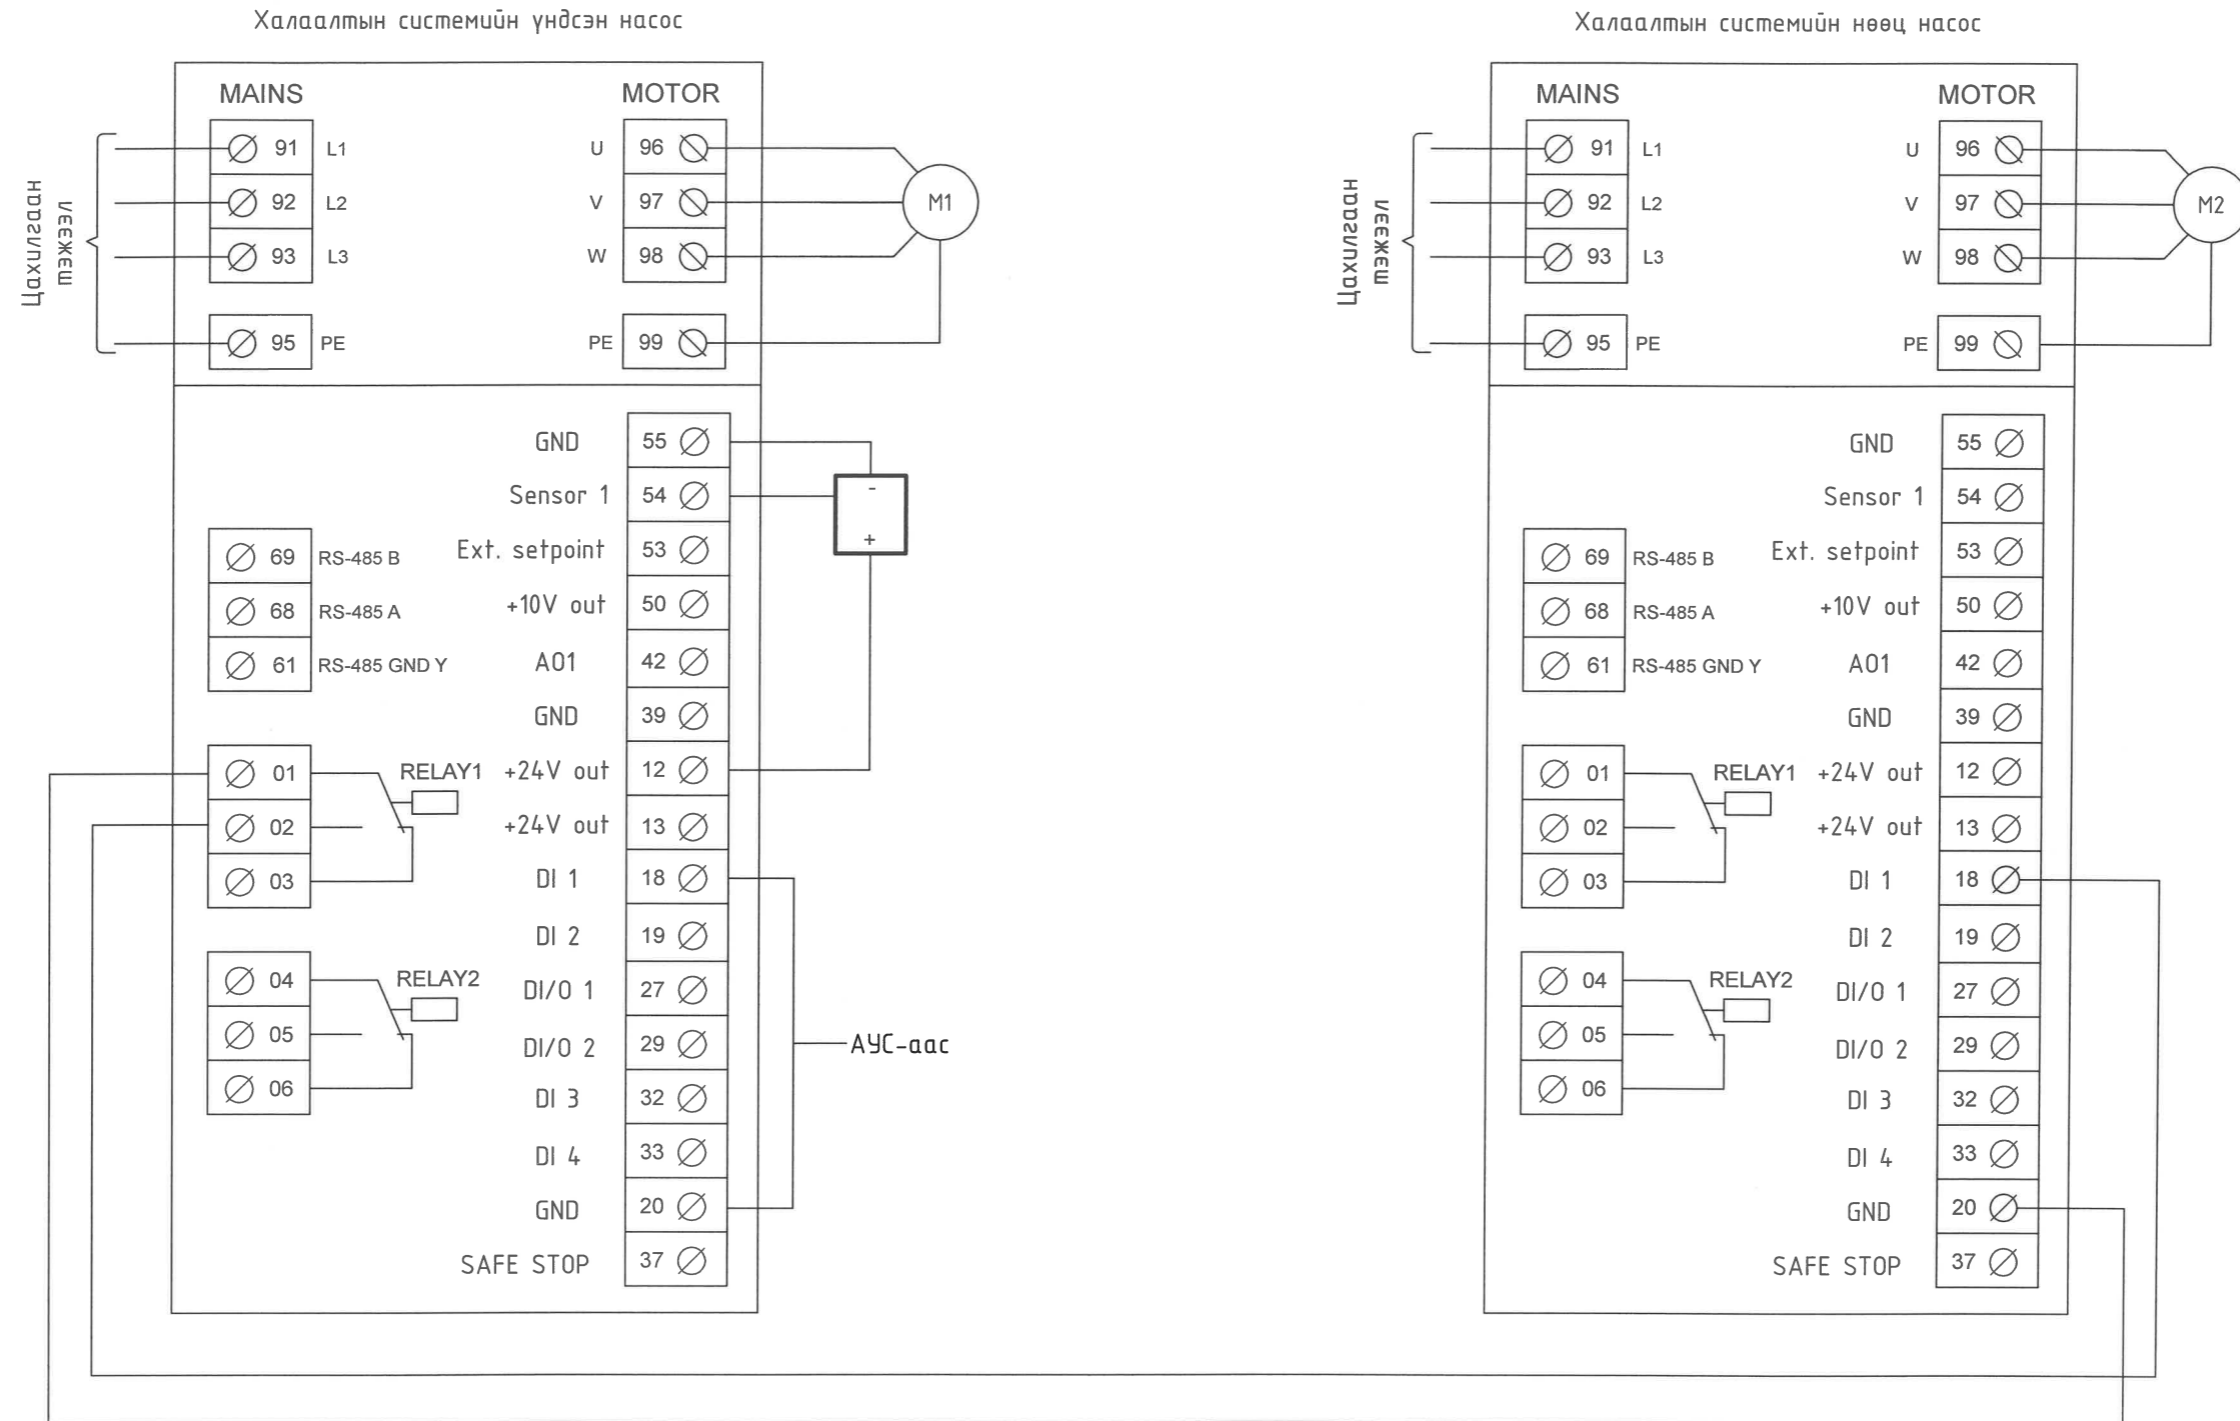 Халаалтын системийн үндсэн насос
MAINS
MOTOR
Цахилгаан
тэжээл
91 L1
92 L2
93 L3
95 PE
U 96
V 97
W 98
PE 99
M1
GND 55
Sensor 1 54
Ext. setpoint 53
+10V out 50
AO1 42
GND 39
+24V out 12
+24V out 13
DI 1 18
DI 2 19
DI/O 1 27
DI/O 2 29
DI 3 32
DI 4 33
GND 20
SAFE STOP 37
-
+
69 RS-485 B
68 RS-485 A
61 RS-485 GND Y
01
02
03
RELAY1
04
05
06
RELAY2
АУС-аас
Халаалтын системийн нөөц насос
MAINS
MOTOR
Цахилгаан
тэжээл
91 L1
92 L2
93 L3
95 PE
U 96
V 97
W 98
PE 99
M2
GND 55
Sensor 1 54
Ext. setpoint 53
+10V out 50
AO1 42
GND 39
+24V out 12
+24V out 13
DI 1 18
DI 2 19
DI/O 1 27
DI/O 2 29
DI 3 32
DI 4 33
GND 20
SAFE STOP 37
69 RS-485 B
68 RS-485 A
61 RS-485 GND Y
01
02
03
RELAY1
04
05
06
RELAY2